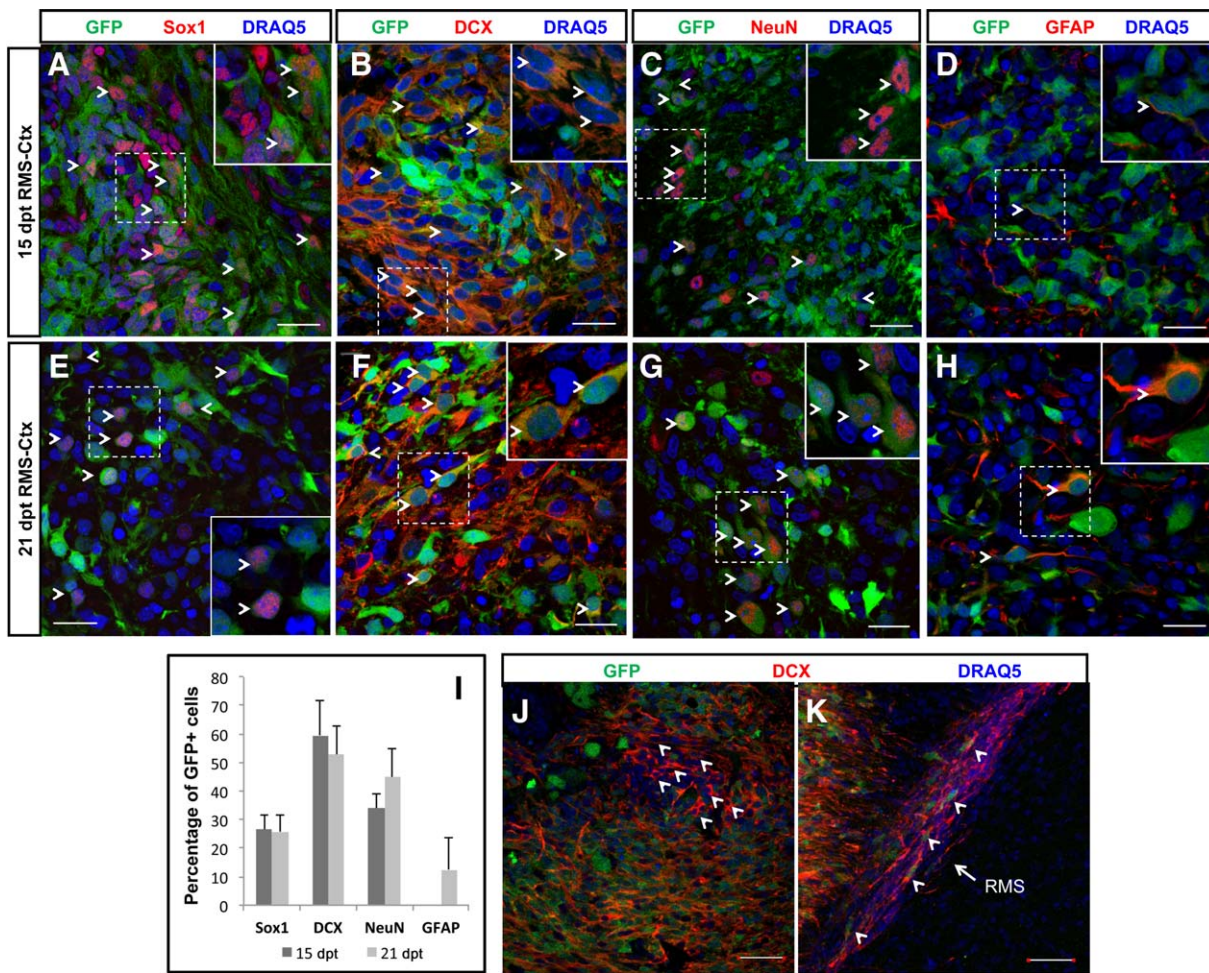 GFP Sox1 DRAQ5
GFP DCX DRAQ5
GFP NeuN DRAQ5
GFP GFAP DRAQ5
15 dpt RMS-Ctx
A
B
C
D
21 dpt RMS-Ctx
E
F
G
H
I
Percentage of GFP+ cells
80
70
60
50
40
30
20
10
0
Sox1 DCX NeuN GFAP
15 dpt 21 dpt
GFP DCX DRAQ5
J
K
RMS